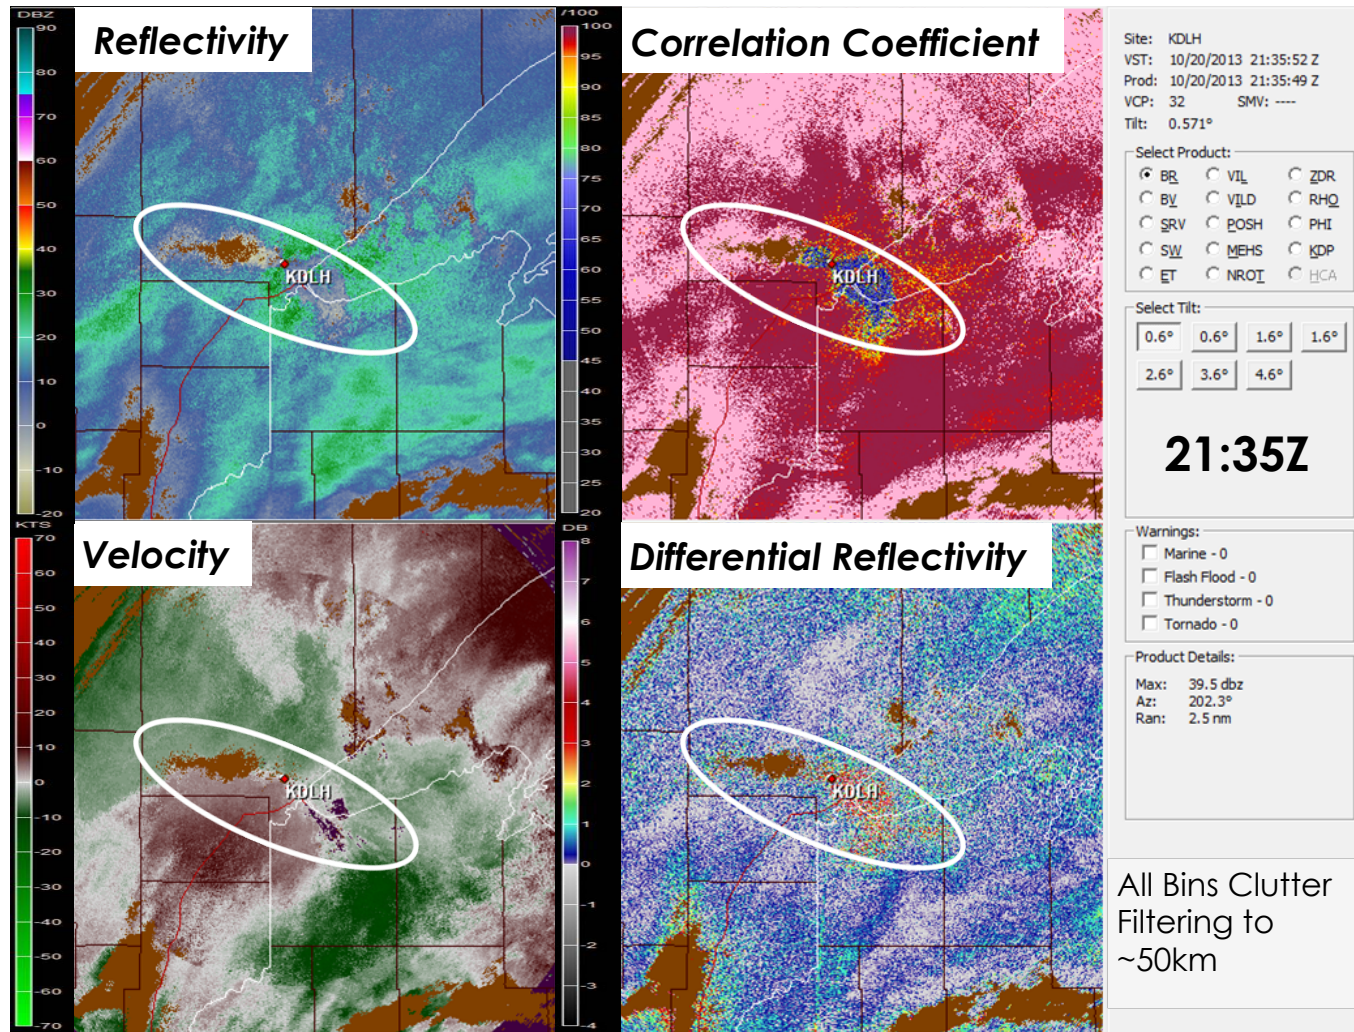 DBZ
Reflectivity
90
80
70
60
50
40
30
20
10
0
-10
-20
KDLH
/100
Correlation Coefficient
100
95
90
85
80
75
70
65
60
55
50
45
40
35
30
25
20
KDLH
KTS
Velocity
70
60
50
40
30
20
10
0
-10
-20
-30
-40
-50
-60
-70
KDLH
DB
Differential Reflectivity
8
7
6
5
4
3
2
1
0
-1
-2
-3
-4
KDLH
Site: KDLH
VST: 10/20/2013 21:35:52 Z
Prod: 10/20/2013 21:35:49 Z
VCP: 32 SMV: ----
Tilt: 0.571°
Select Product:
BR VIL ZDR
BV VILD RHO
SRV POSH PHI
SW MEHS KDP
ET NROT HCA
Select Tilt:
0.6° 0.6° 1.6° 1.6°
2.6° 3.6° 4.6°
21:35Z
Warnings:
Marine - 0
Flash Flood - 0
Thunderstorm - 0
Tornado - 0
Product Details:
Max: 39.5 dbz
Az: 202.3°
Ran: 2.5 nm
All Bins Clutter
Filtering to
~50km